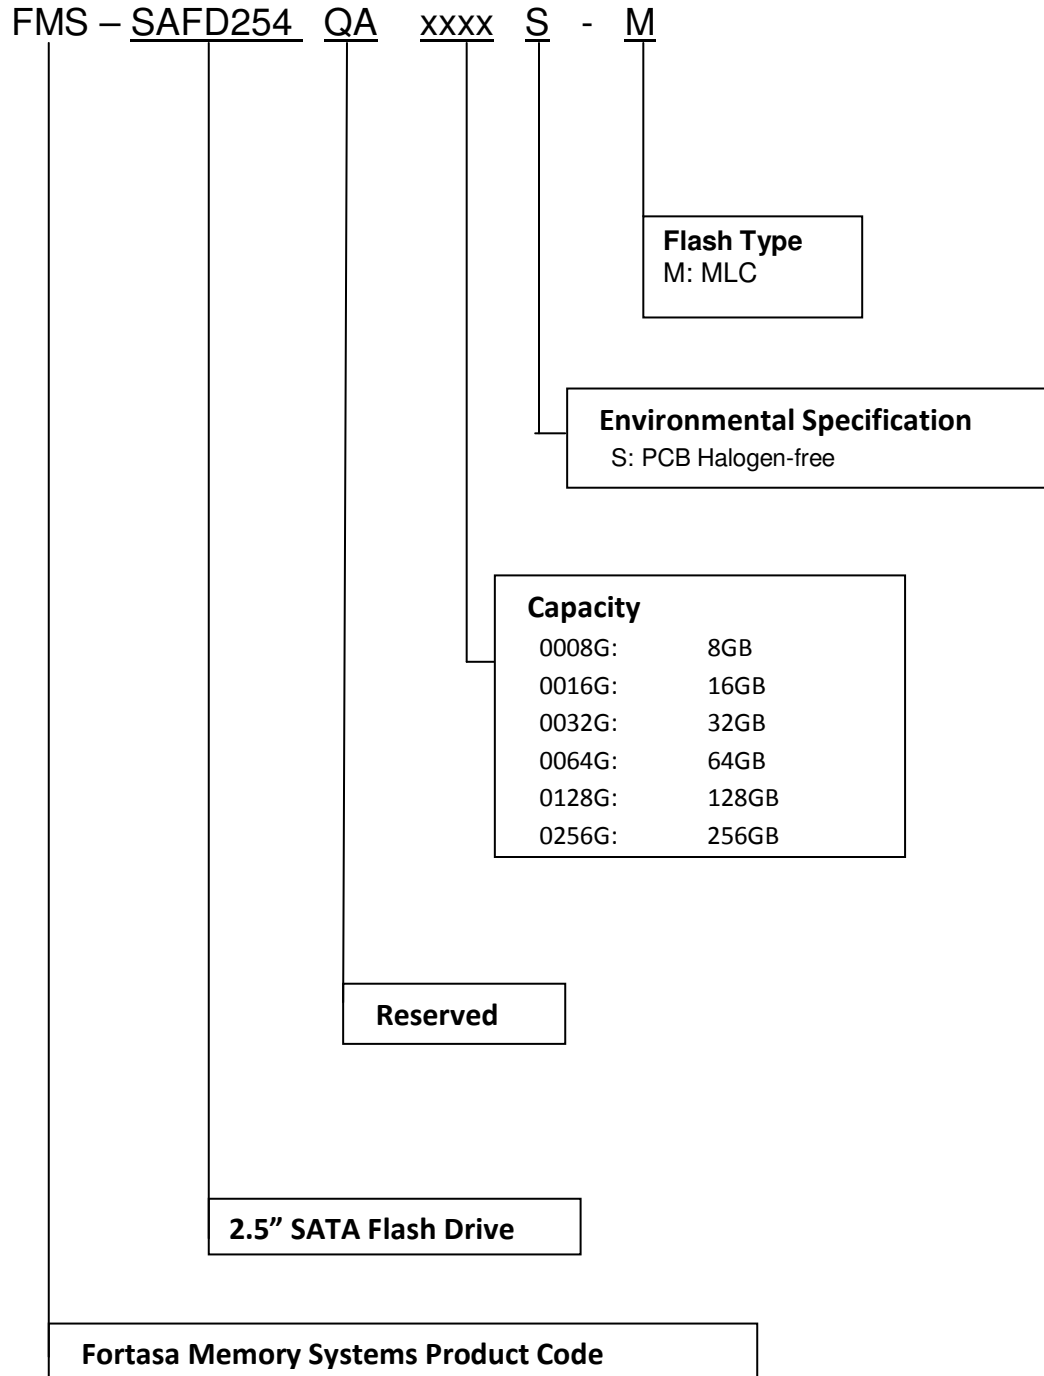 FMS – SAFD254 QA xxxx S - M
Flash Type
M: MLC
Environmental Specification
S: PCB Halogen-free
Capacity
0008G: 8GB
0016G: 16GB
0032G: 32GB
0064G: 64GB
0128G: 128GB
0256G: 256GB
Reserved
2.5” SATA Flash Drive
Fortasa Memory Systems Product Code